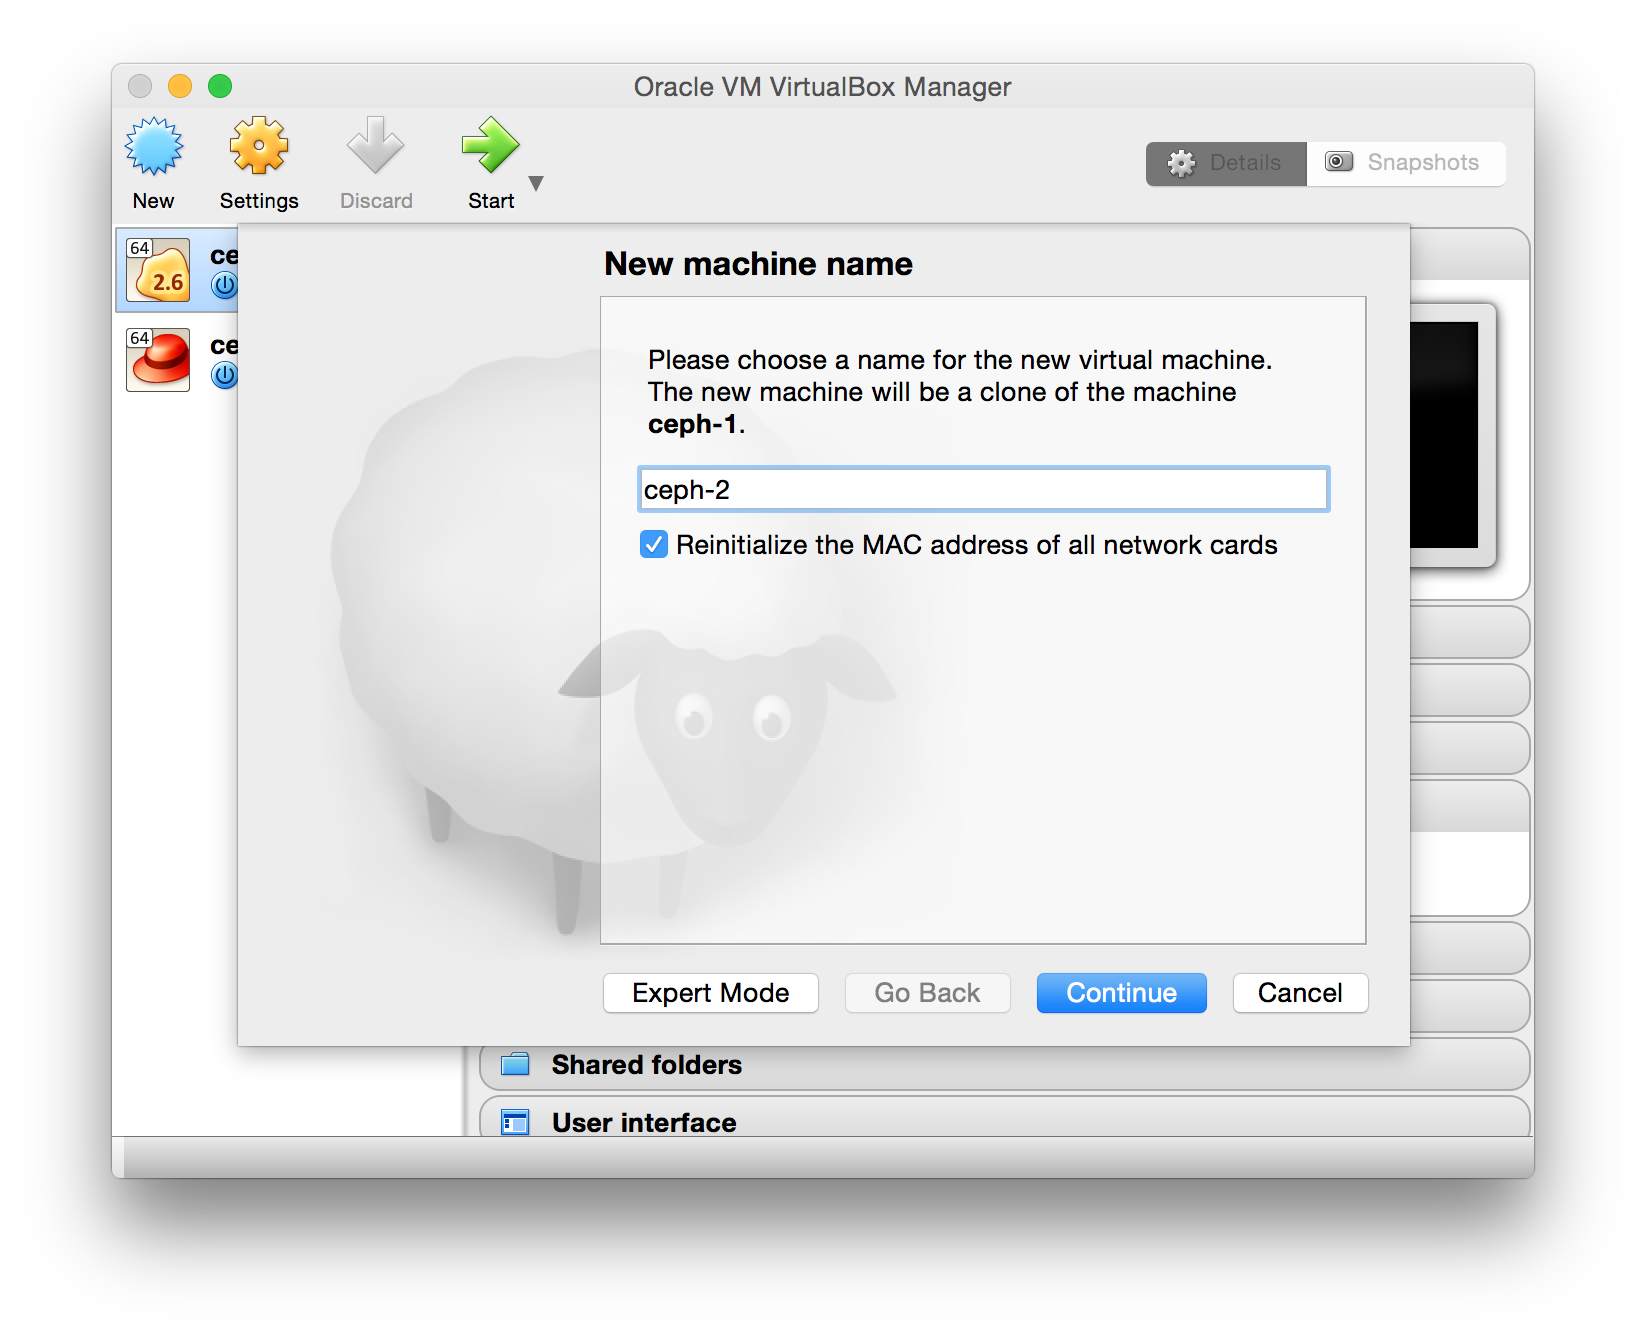 Oracle VM VirtualBox Manager
New
Settings
Discard
Start
Details
Snapshots
64
2.6
ce
64
ce
New machine name
Please choose a name for the new virtual machine.
The new machine will be a clone of the machine
ceph-1.
ceph-2
Reinitialize the MAC address of all network cards
Expert Mode
Go Back
Continue
Cancel
Shared folders
User interface